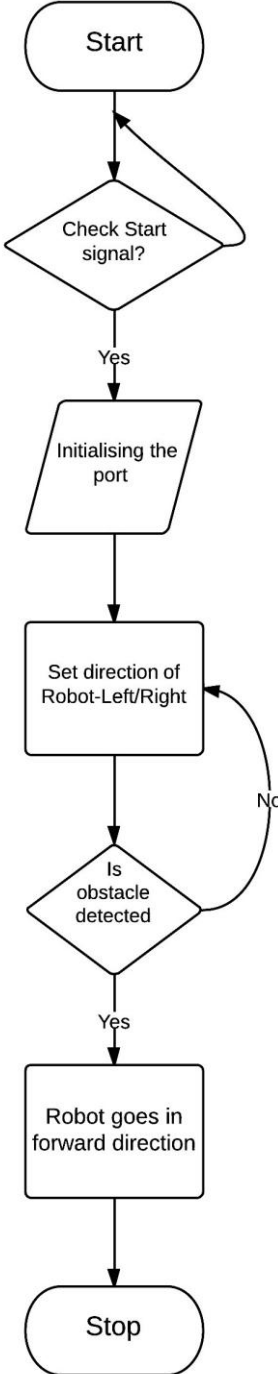 Start
Check Start
signal?
Yes
Initialising the
port
Set direction of
Robot-Left/Right
No
Is
obstacle
detected
Yes
Robot goes in
forward direction
Stop